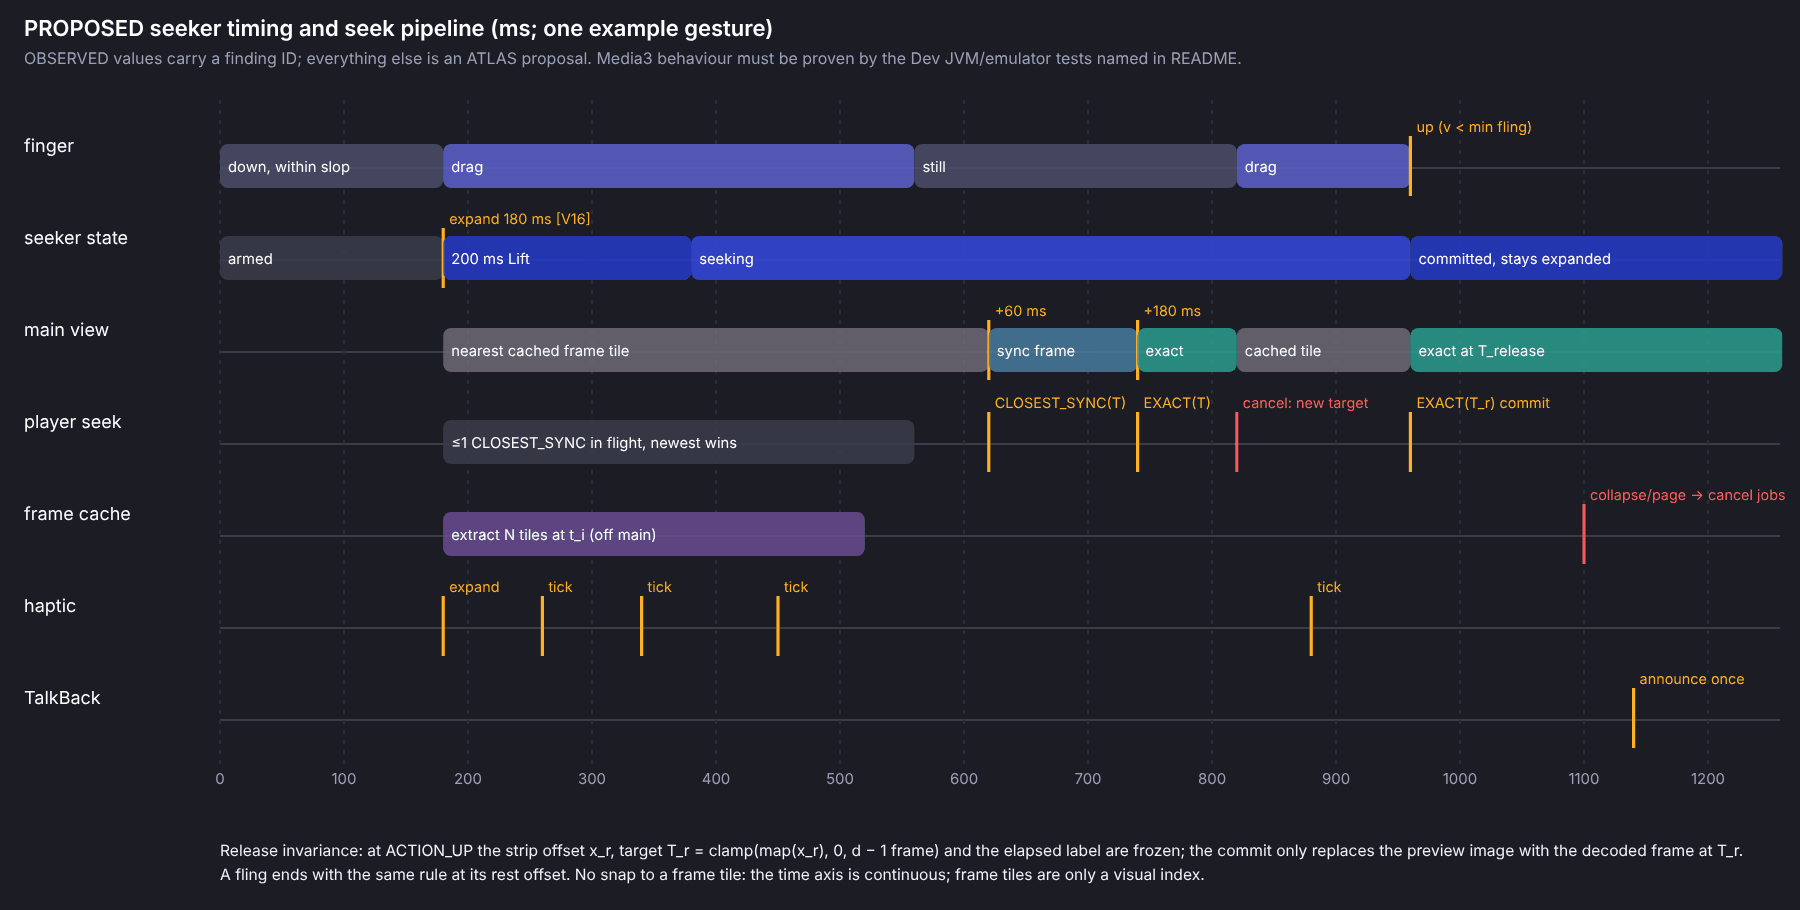 PROPOSED seeker timing and seek pipeline (ms; one example gesture)
OBSERVED values carry a finding ID; everything else is an ATLAS proposal. Media3 behaviour must be proven by the Dev JVM/emulator tests named in README.
up (v < min fling)
finger
down, within slop
drag
still
drag
expand 180 ms [V16]
seeker state
armed
200 ms Lift
seeking
committed, stays expanded
+60 ms
+180 ms
main view
nearest cached frame tile
sync frame
exact
cached tile
exact at T_release
CLOSEST_SYNC(T)
EXACT(T)
cancel: new target
EXACT(T_r) commit
player seek
≤1 CLOSEST_SYNC in flight, newest wins
collapse/page → cancel jobs
frame cache
extract N tiles at t_i (off main)
expand
tick
tick
tick
tick
haptic
announce once
TalkBack
0
100
200
300
400
500
600
700
800
900
1000
1100
1200
Release invariance: at ACTION_UP the strip offset x_r, target T_r = clamp(map(x_r), 0, d − 1 frame) and the elapsed label are frozen; the commit only replaces the preview image with the decoded frame at T_r.
A fling ends with the same rule at its rest offset. No snap to a frame tile: the time axis is continuous; frame tiles are only a visual index.